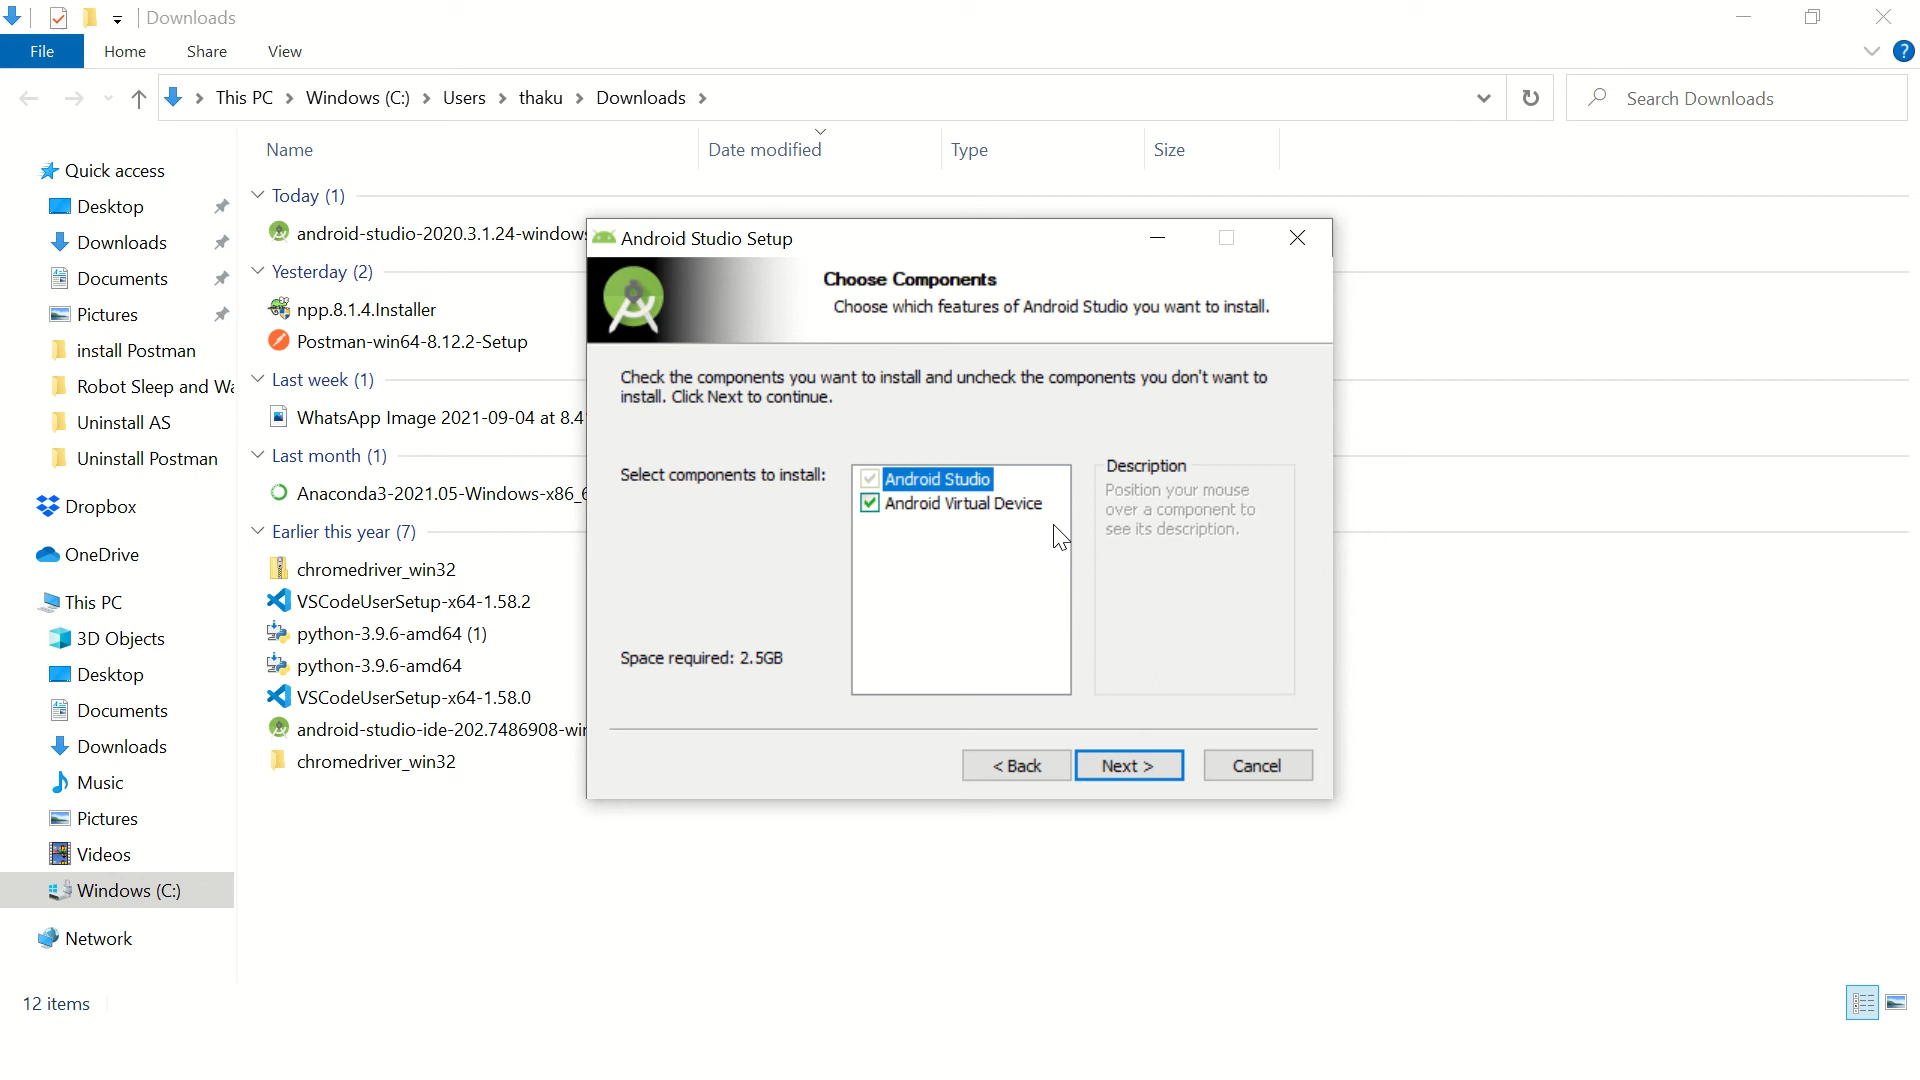 Downloads
File
Home
Share
View
?
This PC
Windows (C:)
Users
thaku
Downloads
Search Downloads
Name
Date modified
Type
Size
Quick access
Desktop
Downloads
Documents
Pictures
install Postman
Robot Sleep and Wa
Uninstall AS
Uninstall Postman
Dropbox
OneDrive
This PC
3D Objects
Desktop
Documents
Downloads
Music
Pictures
Videos
Windows (C:)
Network
Today (1)
android-studio-2020.3.1.24-windows
Yesterday (2)
npp.8.1.4.Installer
Postman-win64-8.12.2-Setup
Last week (1)
WhatsApp Image 2021-09-04 at 8.4
Last month (1)
Anaconda3-2021.05-Windows-x86_6
Earlier this year (7)
chromedriver_win32
VSCodeUserSetup-x64-1.58.2
python-3.9.6-amd64 (1)
python-3.9.6-amd64
VSCodeUserSetup-x64-1.58.0
android-studio-ide-202.7486908-win
chromedriver_win32
Android Studio Setup
Choose Components
Choose which features of Android Studio you want to install.
Check the components you want to install and uncheck the components you don't want to
install. Click Next to continue.
Select components to install:
Android Studio
Android Virtual Device
Description
Position your mouse
over a component to
see its description.
Space required: 2.5GB
< Back
Next >
Cancel
12 items